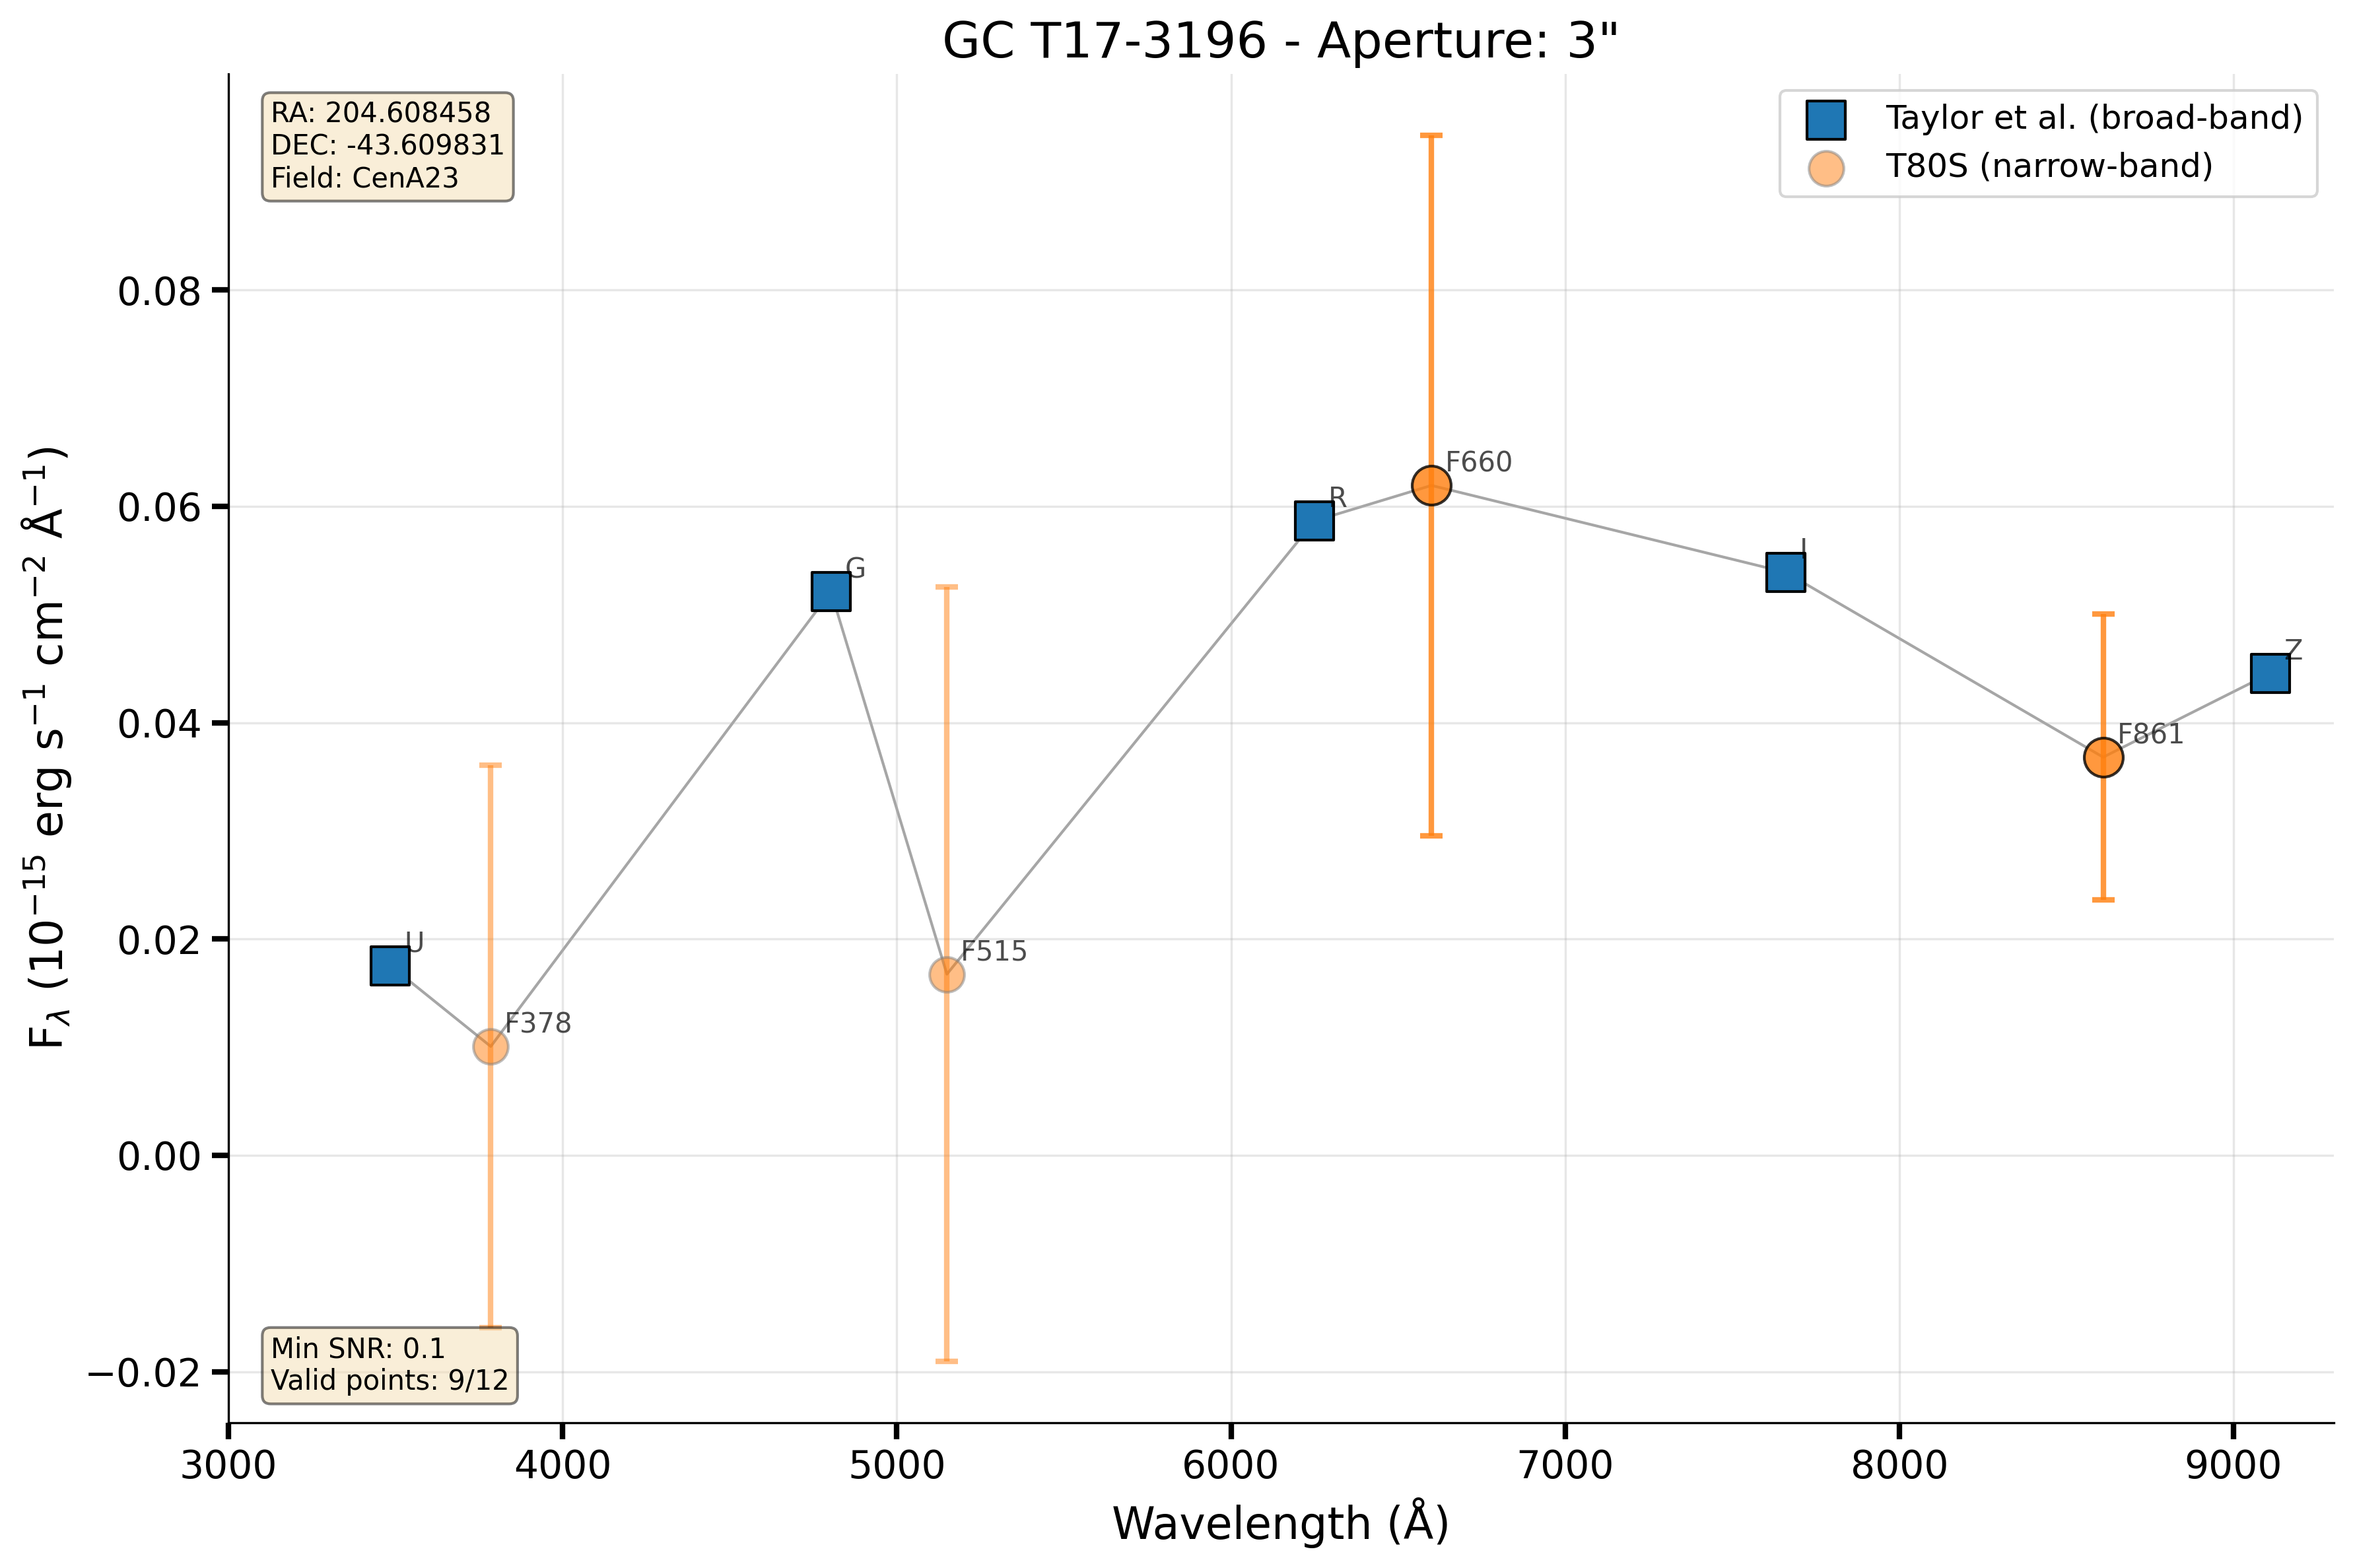 GC T17-3196 - Aperture: 3"
RA: 204.608458
DEC: -43.609831
Field: CenA23
Taylor et al. (broad-band)
T80S (narrow-band)
F660
R
G
I
Z
F861
U
F515
F378
Min SNR: 0.1
Valid points: 9/12
0.08
0.06
0.04
0.02
0.00
−0.02
F$_{λ}$ (10$^{−15}$ erg s$^{−1}$ cm$^{−2}$ Å$^{−1}$)
3000 4000 5000 6000 7000 8000 9000
Wavelength (Å)